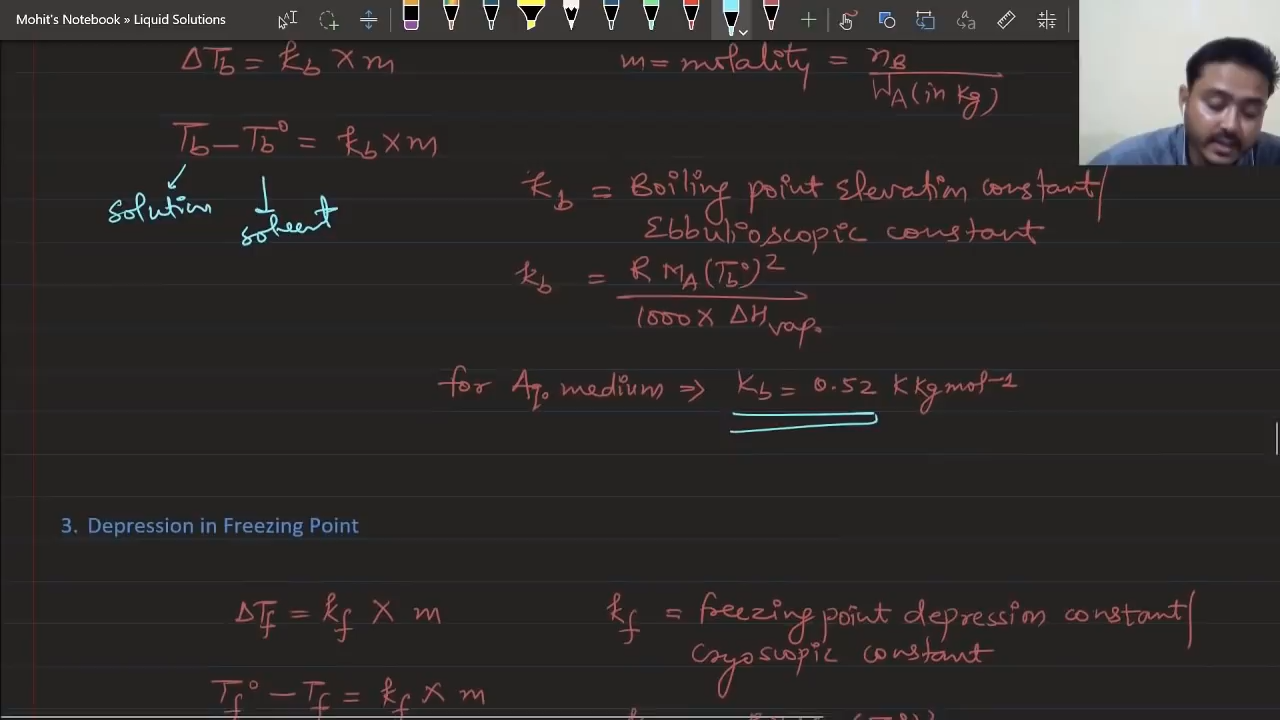 Mohit's Notebook » Liquid Solutions
ΔTb = kb × m
m = molality = nB / WA (in kg)
Tb – Tb° = kb × m
solution
solvent
kb = Boiling point Elevation constant/
Ebbulioscopic constant
kb = R MA (Tb°)² / 1000 × ΔHvap.
for Aq. medium ⇒ Kb = 0.52 K Kg mol⁻¹
3. Depression in Freezing Point
ΔTf = kf × m
kf = freezing point depression constant/
cryoscopic constant
Tf° – Tf = kf × m